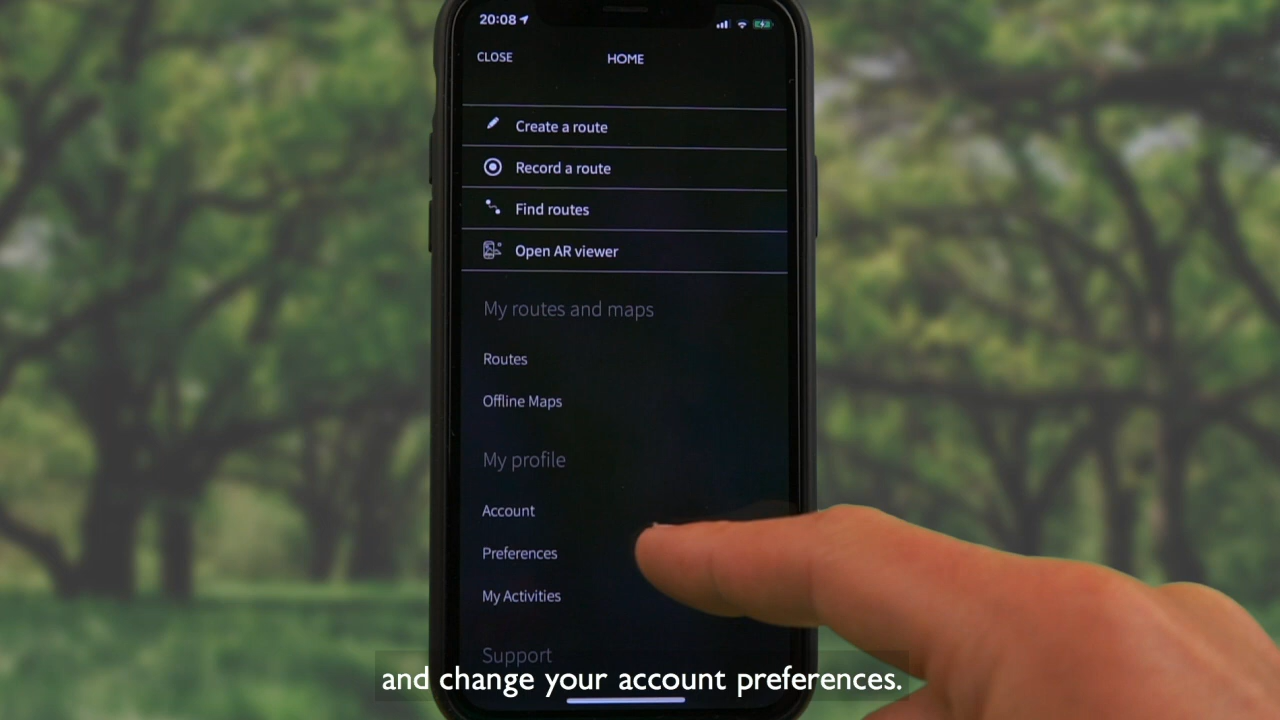 20:08
CLOSE
HOME
Create a route
Record a route
Find routes
Open AR viewer
My routes and maps
Routes
Offline Maps
My profile
Account
Preferences
My Activities
Support
and change your account preferences.